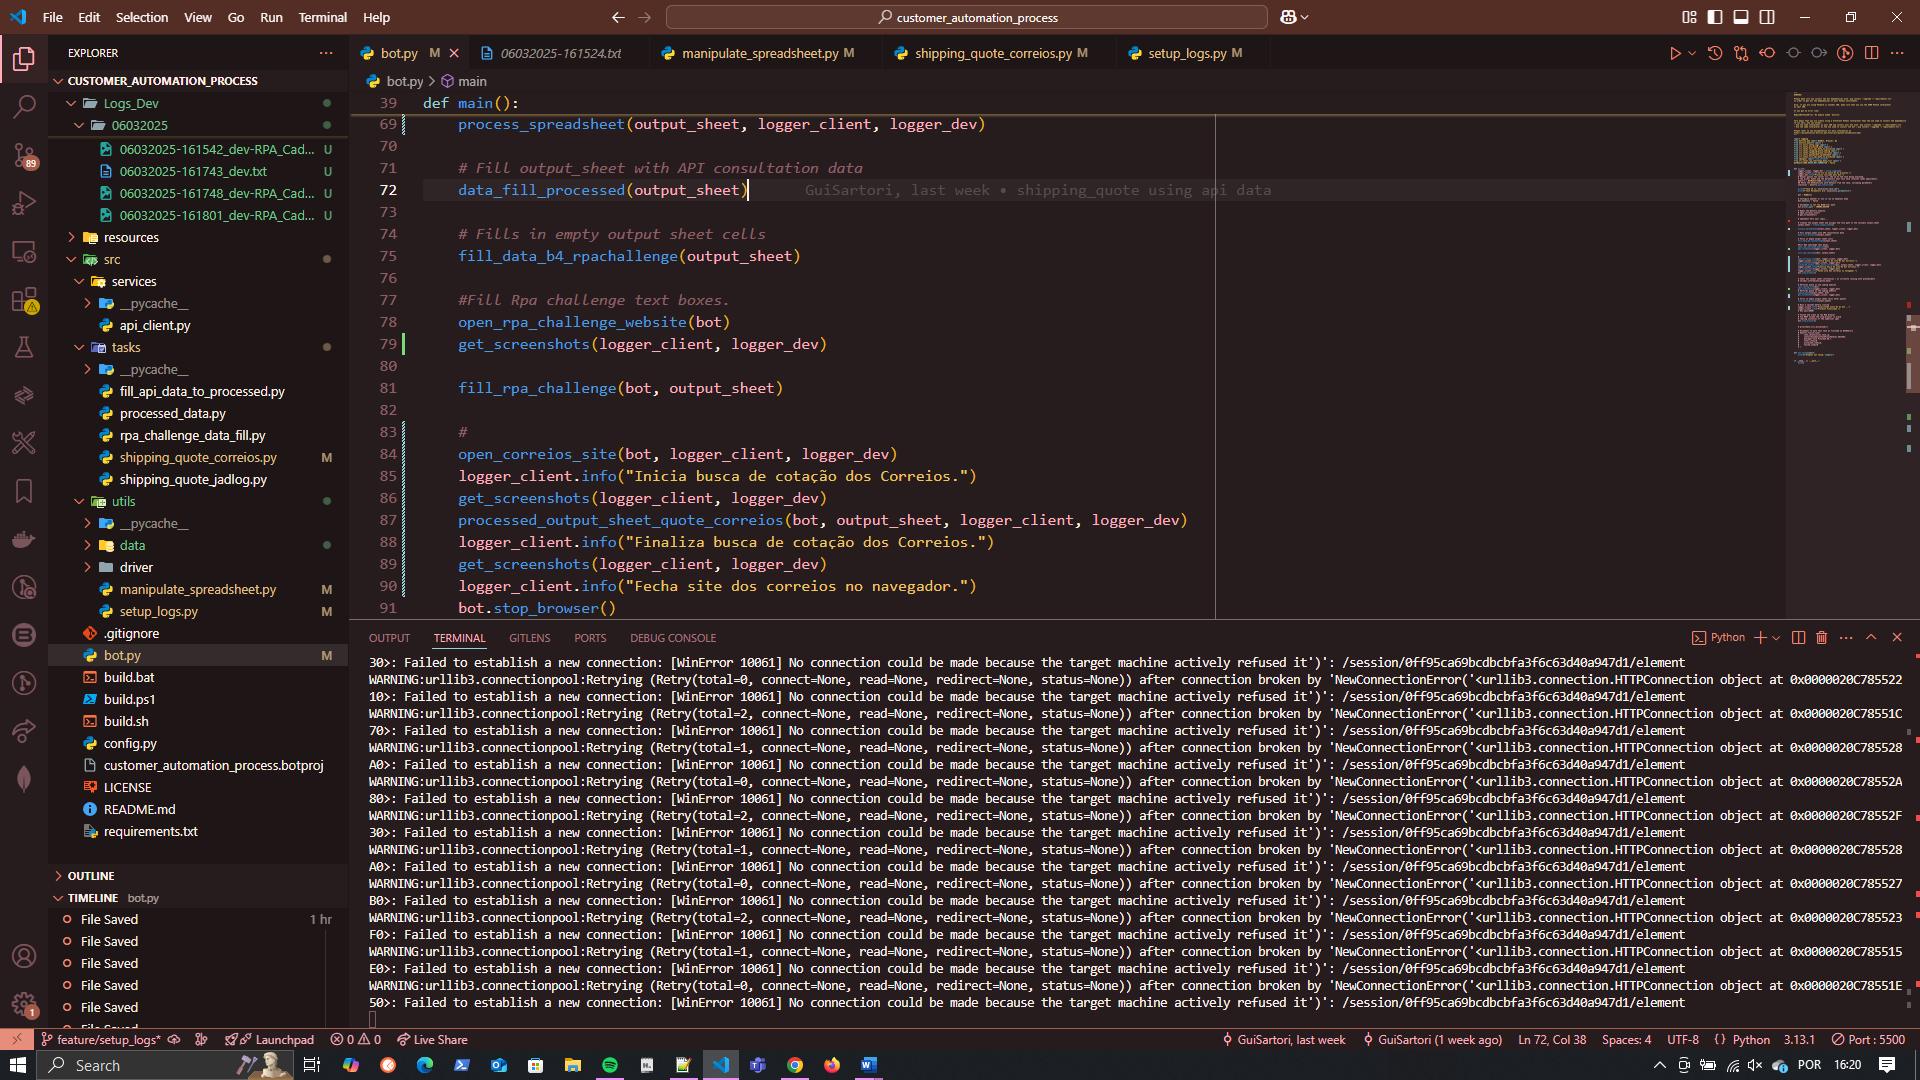 File Edit Selection View Go Run Terminal Help
customer_automation_process
EXPLORER
CUSTOMER_AUTOMATION_PROCESS
Logs_Dev
06032025
06032025-161542_dev-RPA_Cad... U
06032025-161743_dev.txt U
06032025-161748_dev-RPA_Cad... U
06032025-161801_dev-RPA_Cad... U
resources
src
services
__pycache__
api_client.py
tasks
__pycache__
fill_api_data_to_processed.py
processed_data.py
rpa_challenge_data_fill.py
shipping_quote_correios.py M
shipping_quote_jadlog.py
utils
__pycache__
data
driver
manipulate_spreadsheet.py M
setup_logs.py M
.gitignore
bot.py M
build.bat
build.ps1
build.sh
config.py
customer_automation_process.botproj
LICENSE
README.md
requirements.txt
OUTLINE
TIMELINE bot.py
File Saved 1 hr
File Saved
File Saved
File Saved
File Saved
89
1
bot.py M
06032025-161524.txt
manipulate_spreadsheet.py M
shipping_quote_correios.py M
setup_logs.py M
bot.py > main
39 def main():
69 process_spreadsheet(output_sheet, logger_client, logger_dev)
70
71 # Fill output_sheet with API consultation data
72 data_fill_processed(output_sheet) GuiSartori, last week • shipping_quote using api data
73
74 # Fills in empty output sheet cells
75 fill_data_b4_rpachallenge(output_sheet)
76
77 #Fill Rpa challenge text boxes.
78 open_rpa_challenge_website(bot)
79 get_screenshots(logger_client, logger_dev)
80
81 fill_rpa_challenge(bot, output_sheet)
82
83 #
84 open_correios_site(bot, logger_client, logger_dev)
85 logger_client.info("Inicia busca de cotação dos Correios.")
86 get_screenshots(logger_client, logger_dev)
87 processed_output_sheet_quote_correios(bot, output_sheet, logger_client, logger_dev)
88 logger_client.info("Finaliza busca de cotação dos Correios.")
89 get_screenshots(logger_client, logger_dev)
90 logger_client.info("Fecha site dos correios no navegador.")
91 bot.stop_browser()
OUTPUT TERMINAL GITLENS PORTS DEBUG CONSOLE
Python
30>: Failed to establish a new connection: [WinError 10061] No connection could be made because the target machine actively refused it')': /session/0ff95ca69bcdbcbfa3f6c63d40a947d1/element
WARNING:urllib3.connectionpool:Retrying (Retry(total=0, connect=None, read=None, redirect=None, status=None)) after connection broken by 'NewConnectionError('<urllib3.connection.HTTPConnection object at 0x0000020C785522
10>: Failed to establish a new connection: [WinError 10061] No connection could be made because the target machine actively refused it')': /session/0ff95ca69bcdbcbfa3f6c63d40a947d1/element
WARNING:urllib3.connectionpool:Retrying (Retry(total=2, connect=None, read=None, redirect=None, status=None)) after connection broken by 'NewConnectionError('<urllib3.connection.HTTPConnection object at 0x0000020C78551C
70>: Failed to establish a new connection: [WinError 10061] No connection could be made because the target machine actively refused it')': /session/0ff95ca69bcdbcbfa3f6c63d40a947d1/element
WARNING:urllib3.connectionpool:Retrying (Retry(total=1, connect=None, read=None, redirect=None, status=None)) after connection broken by 'NewConnectionError('<urllib3.connection.HTTPConnection object at 0x0000020C785528
A0>: Failed to establish a new connection: [WinError 10061] No connection could be made because the target machine actively refused it')': /session/0ff95ca69bcdbcbfa3f6c63d40a947d1/element
WARNING:urllib3.connectionpool:Retrying (Retry(total=0, connect=None, read=None, redirect=None, status=None)) after connection broken by 'NewConnectionError('<urllib3.connection.HTTPConnection object at 0x0000020C78552A
80>: Failed to establish a new connection: [WinError 10061] No connection could be made because the target machine actively refused it')': /session/0ff95ca69bcdbcbfa3f6c63d40a947d1/element
WARNING:urllib3.connectionpool:Retrying (Retry(total=2, connect=None, read=None, redirect=None, status=None)) after connection broken by 'NewConnectionError('<urllib3.connection.HTTPConnection object at 0x0000020C78552F
30>: Failed to establish a new connection: [WinError 10061] No connection could be made because the target machine actively refused it')': /session/0ff95ca69bcdbcbfa3f6c63d40a947d1/element
WARNING:urllib3.connectionpool:Retrying (Retry(total=1, connect=None, read=None, redirect=None, status=None)) after connection broken by 'NewConnectionError('<urllib3.connection.HTTPConnection object at 0x0000020C785528
A0>: Failed to establish a new connection: [WinError 10061] No connection could be made because the target machine actively refused it')': /session/0ff95ca69bcdbcbfa3f6c63d40a947d1/element
WARNING:urllib3.connectionpool:Retrying (Retry(total=0, connect=None, read=None, redirect=None, status=None)) after connection broken by 'NewConnectionError('<urllib3.connection.HTTPConnection object at 0x0000020C785527
B0>: Failed to establish a new connection: [WinError 10061] No connection could be made because the target machine actively refused it')': /session/0ff95ca69bcdbcbfa3f6c63d40a947d1/element
WARNING:urllib3.connectionpool:Retrying (Retry(total=2, connect=None, read=None, redirect=None, status=None)) after connection broken by 'NewConnectionError('<urllib3.connection.HTTPConnection object at 0x0000020C785523
F0>: Failed to establish a new connection: [WinError 10061] No connection could be made because the target machine actively refused it')': /session/0ff95ca69bcdbcbfa3f6c63d40a947d1/element
WARNING:urllib3.connectionpool:Retrying (Retry(total=1, connect=None, read=None, redirect=None, status=None)) after connection broken by 'NewConnectionError('<urllib3.connection.HTTPConnection object at 0x0000020C785515
E0>: Failed to establish a new connection: [WinError 10061] No connection could be made because the target machine actively refused it')': /session/0ff95ca69bcdbcbfa3f6c63d40a947d1/element
WARNING:urllib3.connectionpool:Retrying (Retry(total=0, connect=None, read=None, redirect=None, status=None)) after connection broken by 'NewConnectionError('<urllib3.connection.HTTPConnection object at 0x0000020C78551E
50>: Failed to establish a new connection: [WinError 10061] No connection could be made because the target machine actively refused it')': /session/0ff95ca69bcdbcbfa3f6c63d40a947d1/element
feature/setup_logs* Launchpad 0 0 Live Share GuiSartori, last week GuiSartori (1 week ago) Ln 72, Col 38 Spaces: 4 UTF-8 {} Python 3.13.1 Port : 5500
Search POR 16:20